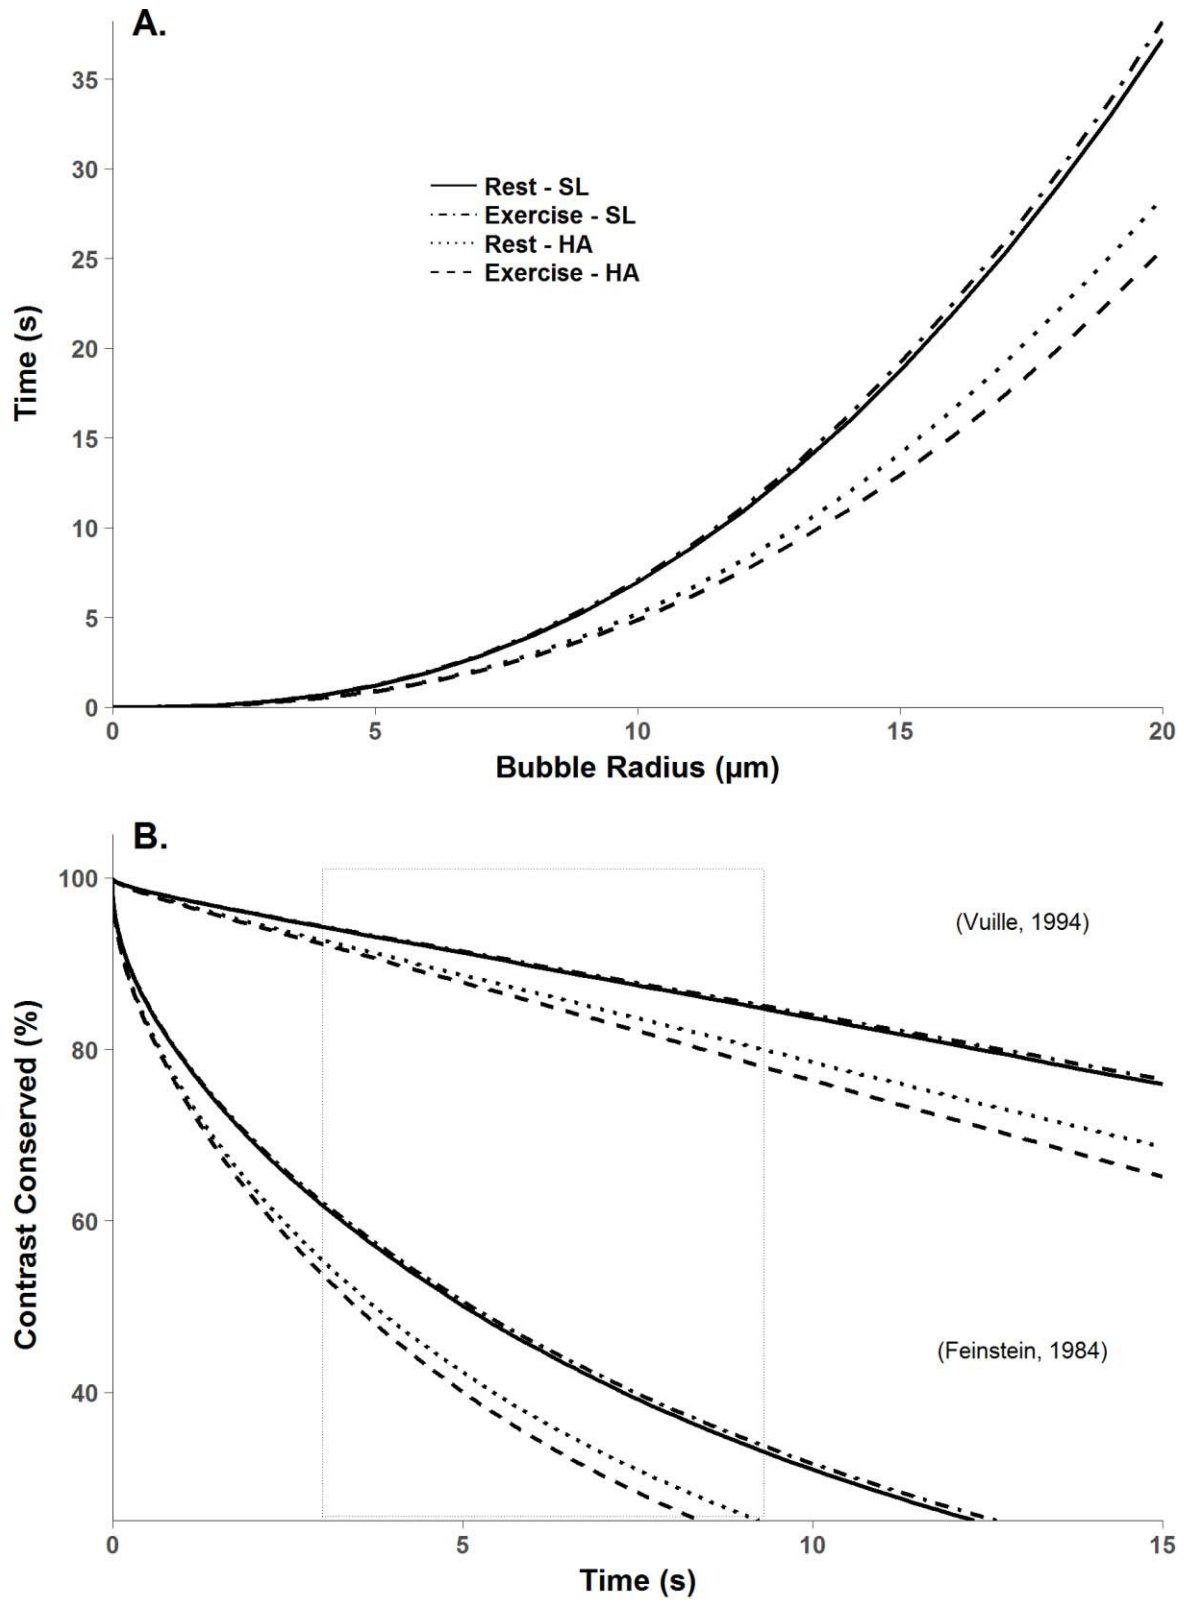 A.
35
30
25
20
15
10
5
0
Time (s)
Rest - SL
Exercise - SL
Rest - HA
Exercise - HA
0 5 10 15 20
Bubble Radius (µm)
B.
100
80
60
40
Contrast Conserved (%)
(Vuille, 1994)
(Feinstein, 1984)
0 5 10 15
Time (s)